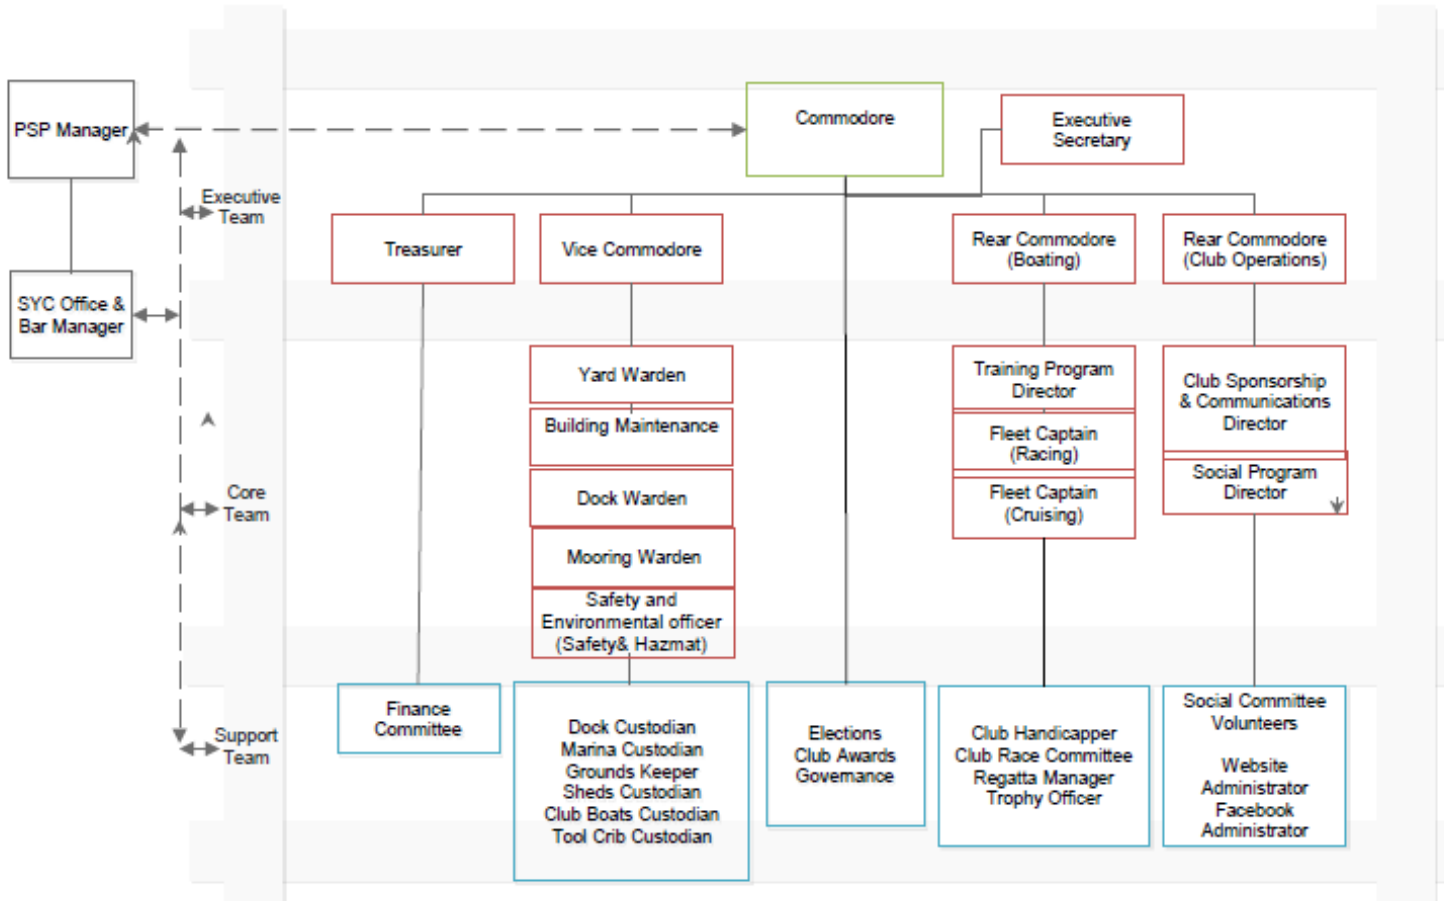 PSP Manager
Commodore
Executive
Secretary
Executive
Team
Treasurer
Vice Commodore
Rear Commodore
(Boating)
Rear Commodore
(Club Operations)
SYC Office &
Bar Manager
Yard Warden
Building Maintenance
Dock Warden
Mooring Warden
Safety and
Environmental officer
(Safety& Hazmat)
Training Program
Director
Fleet Captain
(Racing)
Fleet Captain
(Cruising)
Club Sponsorship
& Communications
Director
Social Program
Director
Core
Team
Support
Team
Finance
Committee
Dock Custodian
Marina Custodian
Grounds Keeper
Sheds Custodian
Club Boats Custodian
Tool Crib Custodian
Elections
Club Awards
Governance
Club Handicapper
Club Race Committee
Regatta Manager
Trophy Officer
Social Committee
Volunteers
Website
Administrator
Facebook
Administrator